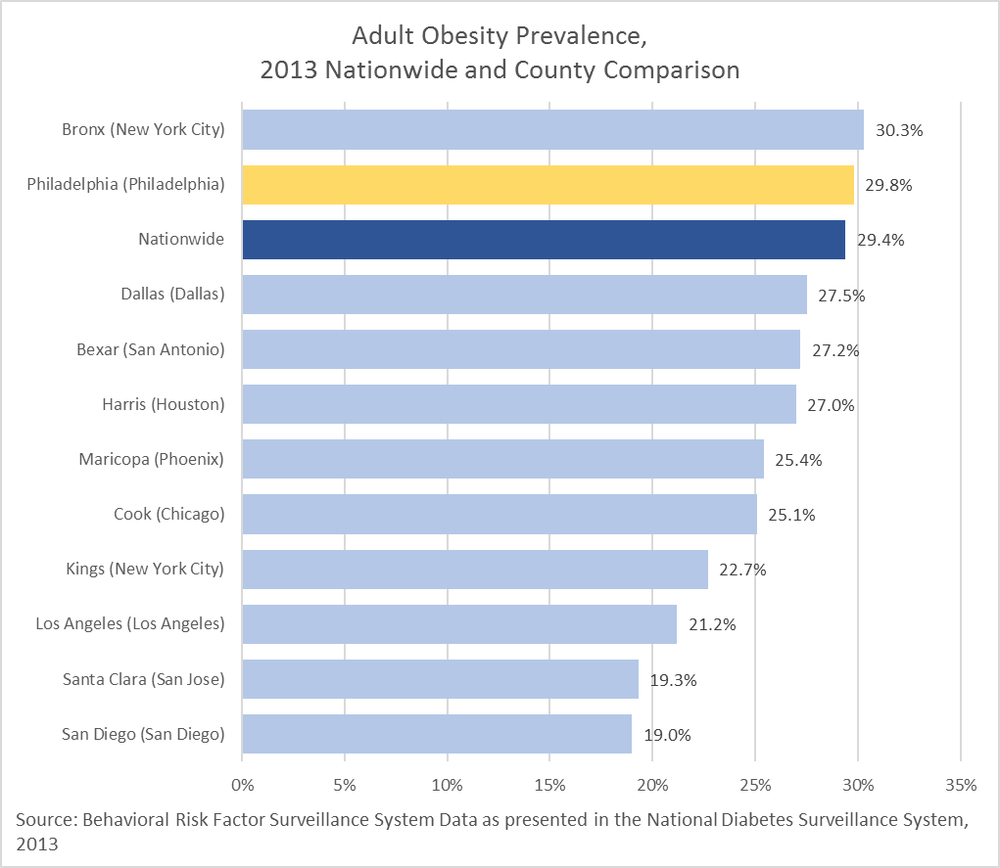 Adult Obesity Prevalence,
2013 Nationwide and County Comparison
Bronx (New York City) 30.3%
Philadelphia (Philadelphia) 29.8%
Nationwide 29.4%
Dallas (Dallas) 27.5%
Bexar (San Antonio) 27.2%
Harris (Houston) 27.0%
Maricopa (Phoenix) 25.4%
Cook (Chicago) 25.1%
Kings (New York City) 22.7%
Los Angeles (Los Angeles) 21.2%
Santa Clara (San Jose) 19.3%
San Diego (San Diego) 19.0%
0% 5% 10% 15% 20% 25% 30% 35%
Source: Behavioral Risk Factor Surveillance System Data as presented in the National Diabetes Surveillance System,
2013